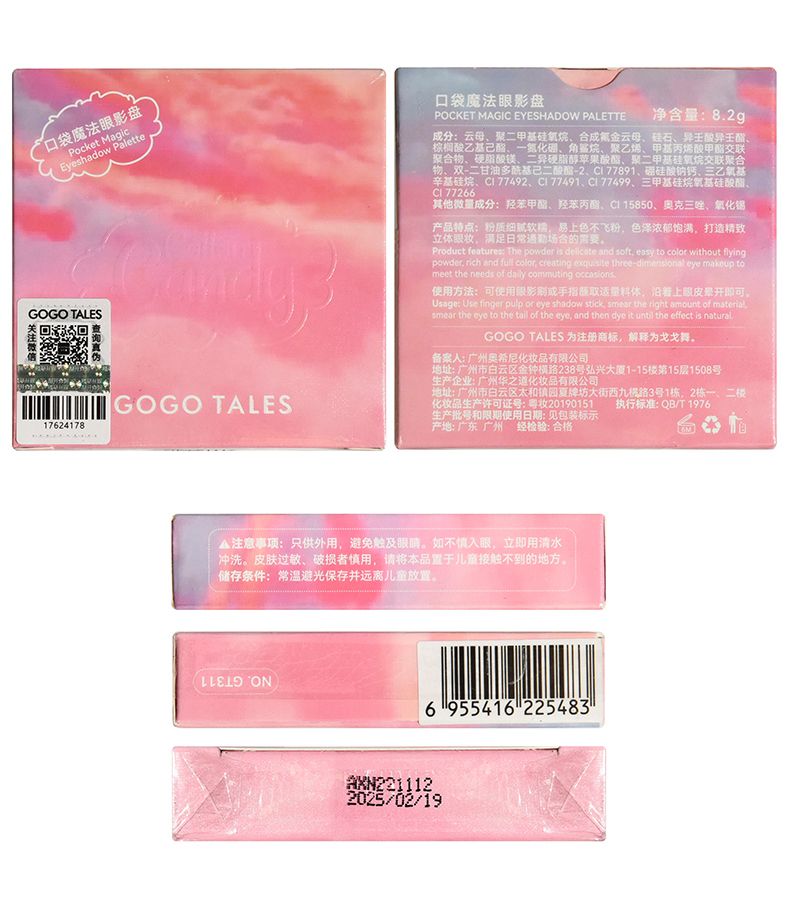 口袋魔法眼影盘
Pocket Magic
Eyeshadow Palette
Candy
GOGO TALES
关注微信
查询真伪
17624178
GOGO TALES
口袋魔法眼影盘
POCKET MAGIC EYESHADOW PALETTE
净含量：8.2g
成分：云母、聚二甲基硅氧烷、合成氟金云母、硅石、异壬酸异壬酯、
棕榈酸乙基己酯、一氮化硼、角鲨烷、聚乙烯、甲基丙烯酸甲酯交联
聚合物、硬脂酸镁、二异硬脂醇苹果酸酯、聚二甲基硅氧烷交联聚合
物、双-二甘油多酰基己二酸酯-2、CI 77891、硼硅酸钠钙、三乙氧基
辛基硅烷、CI 77492、CI 77491、CI 77499、三甲基硅烷氧基硅酸酯、
CI 77266
其他微量成分：羟苯甲酯、羟苯丙酯、CI 15850、奥克三唑、氧化锡
产品特点：粉质细腻软糯，易上色不飞粉，色泽浓郁饱满，打造精致
立体眼妆，满足日常通勤场合的需要。
Product features: The powder is delicate and soft, easy to color without flying
powder, rich and full color, creating exquisite three-dimensional eye makeup to
meet the needs of daily commuting occasions.
使用方法：可使用眼影刷或手指蘸取适量料体，沿着上眼皮晕开即可。
Usage: Use finger pulp or eye shadow stick, smear the right amount of material,
smear the eye to the tail of the eye, and then dye it until the effect is natural.
GOGO TALES 为注册商标，解释为戈戈舞。
备案人：广州奥希尼化妆品有限公司
地址：广州市白云区金钟横路238号弘兴大厦1-15楼第15层1508号
生产企业：广州华之道化妆品有限公司
地址：广州市白云区太和镇园夏牌坊大街西九横路3号1栋，2栋一、二楼
化妆品生产许可证号：粤妆20190151 执行标准：QB/T 1976
生产批号和限期使用日期：见包装标示
产地：广东 广州 经检验：合格
6M
⚠注意事项：只供外用，避免触及眼睛。如不慎入眼，立即用清水
冲洗。皮肤过敏、破损者慎用，请将本品置于儿童接触不到的地方。
储存条件：常温避光保存并远离儿童放置。
NO. GT311
6 955416 225483
AXN221112
2025/02/19